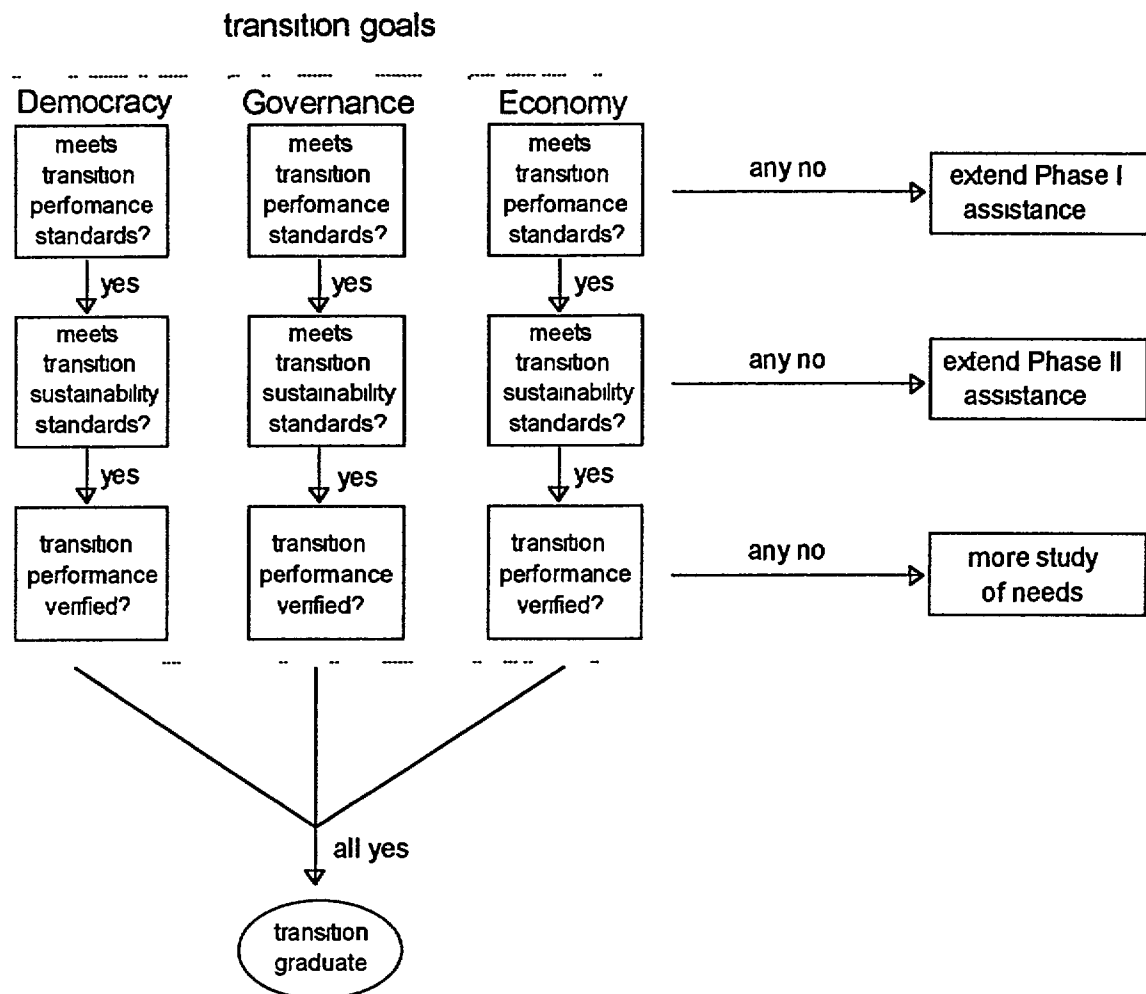 transition goals
Democracy
Governance
Economy
meets
transition
perfomance
standards?
meets
transition
perfomance
standards?
meets
transition
perfomance
standards?
any no
extend Phase I
assistance
yes
yes
yes
meets
transition
sustainability
standards?
meets
transition
sustainability
standards?
meets
transition
sustainability
standards?
any no
extend Phase II
assistance
yes
yes
yes
transition
performance
verified?
transition
performance
verified?
transition
performance
verified?
any no
more study
of needs
all yes
transition
graduate